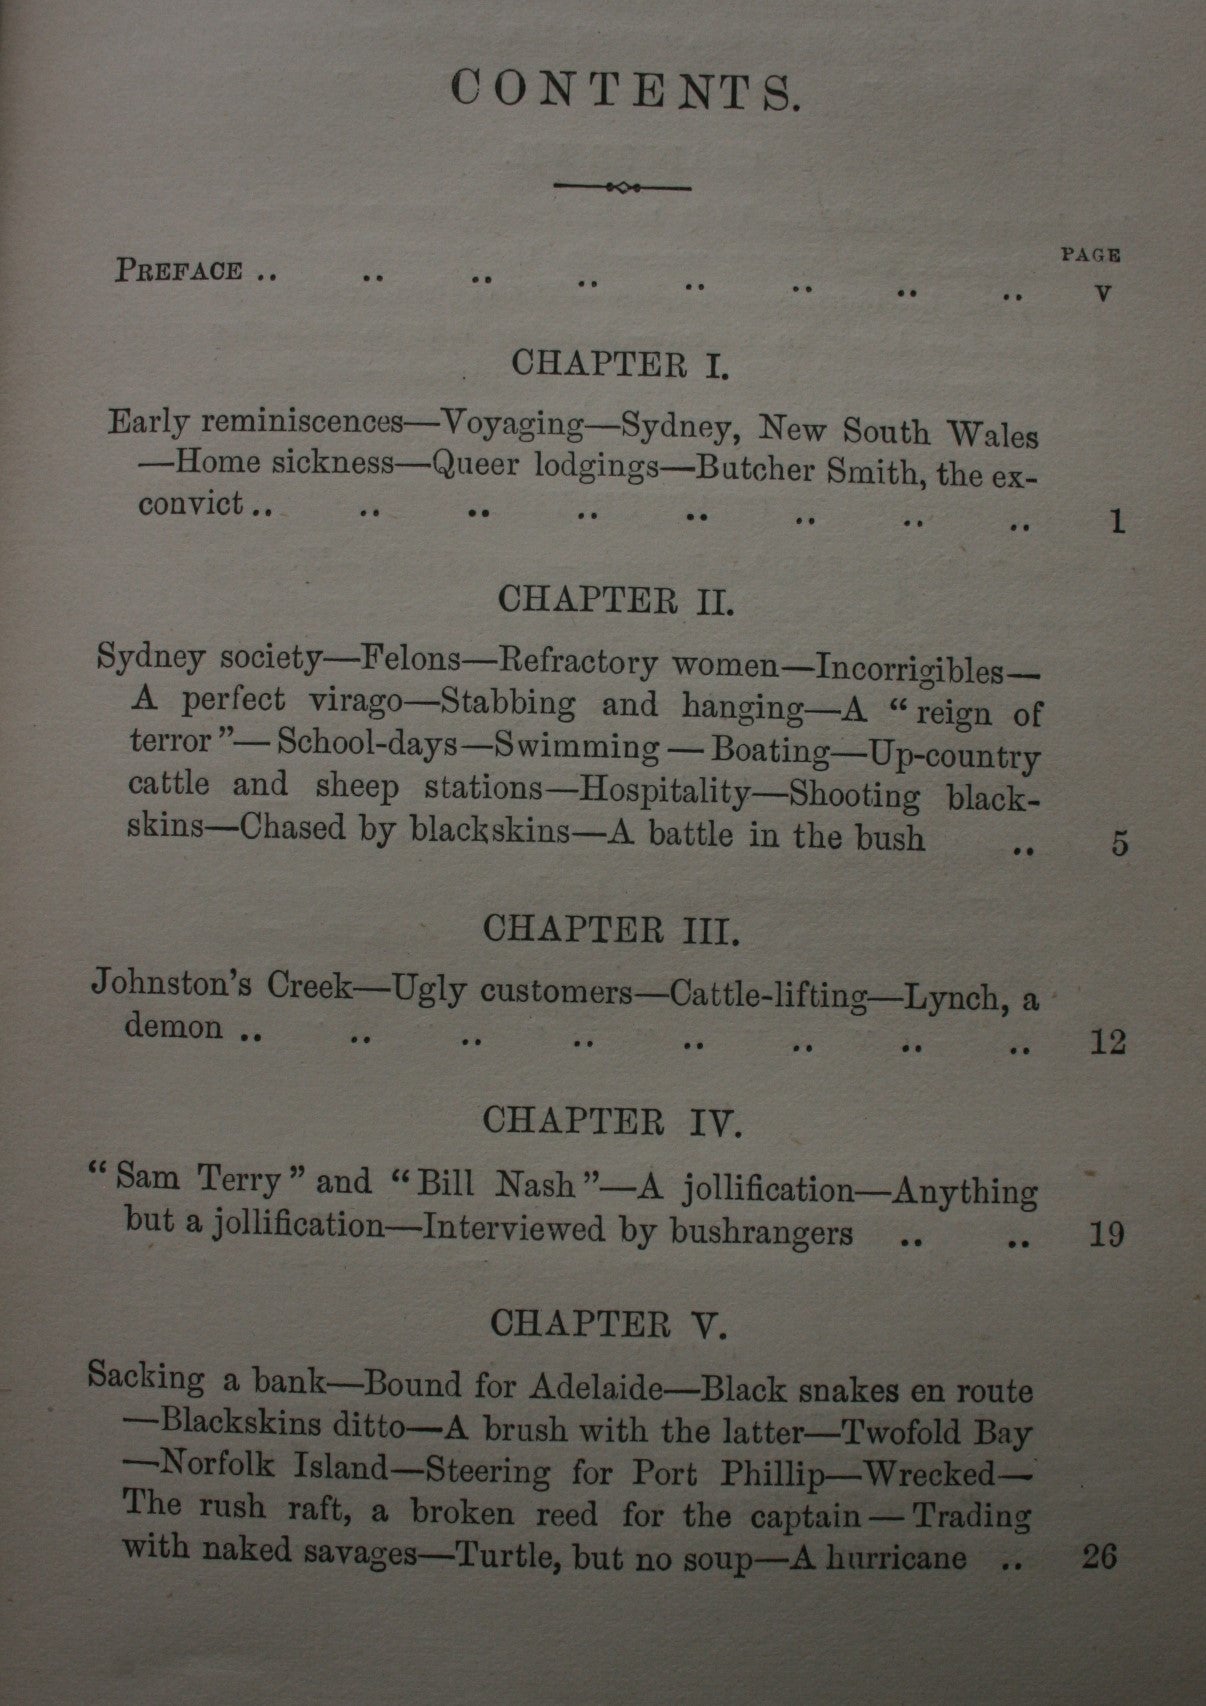 CONTENTS.
PAGE
PREFACE .. .. .. .. .. .. .. .. V
CHAPTER I.
Early reminiscences—Voyaging—Sydney, New South Wales
—Home sickness—Queer lodgings—Butcher Smith, the ex-
convict .. .. .. .. .. .. .. .. 1
CHAPTER II.
Sydney society—Felons—Refractory women—Incorrigibles—
A perfect virago—Stabbing and hanging—A “reign of
terror”—School-days—Swimming—Boating—Up-country
cattle and sheep stations—Hospitality—Shooting black-
skins—Chased by blackskins—A battle in the bush .. 5
CHAPTER III.
Johnston's Creek—Ugly customers—Cattle-lifting—Lynch, a
demon .. .. .. .. .. .. .. .. 12
CHAPTER IV.
“Sam Terry” and “Bill Nash”—A jollification—Anything
but a jollification—Interviewed by bushrangers .. .. 19
CHAPTER V.
Sacking a bank—Bound for Adelaide—Black snakes en route
—Blackskins ditto—A brush with the latter—Twofold Bay
—Norfolk Island—Steering for Port Phillip—Wrecked—
The rush raft, a broken reed for the captain—Trading
with naked savages—Turtle, but no soup—A hurricane .. 26